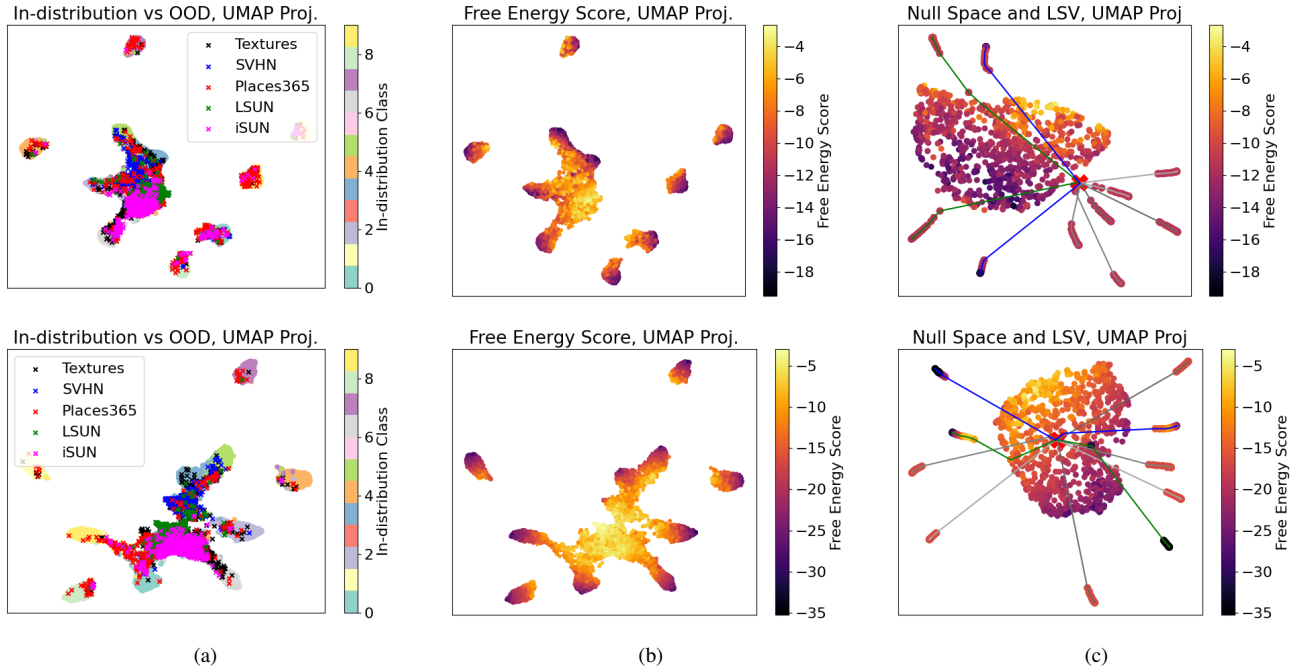 In-distribution vs OOD, UMAP Proj.
Textures
SVHN
Places365
LSUN
iSUN
8
6
4
2
0
In-distribution Class
Free Energy Score, UMAP Proj.
−4
−6
−8
−10
−12
−14
−16
−18
Free Energy Score
Null Space and LSV, UMAP Proj
−4
−6
−8
−10
−12
−14
−16
−18
Free Energy Score
In-distribution vs OOD, UMAP Proj.
Textures
SVHN
Places365
LSUN
iSUN
8
6
4
2
0
In-distribution Class
Free Energy Score, UMAP Proj.
−5
−10
−15
−20
−25
−30
−35
Free Energy Score
Null Space and LSV, UMAP Proj
−5
−10
−15
−20
−25
−30
−35
Free Energy Score
(a)
(b)
(c)